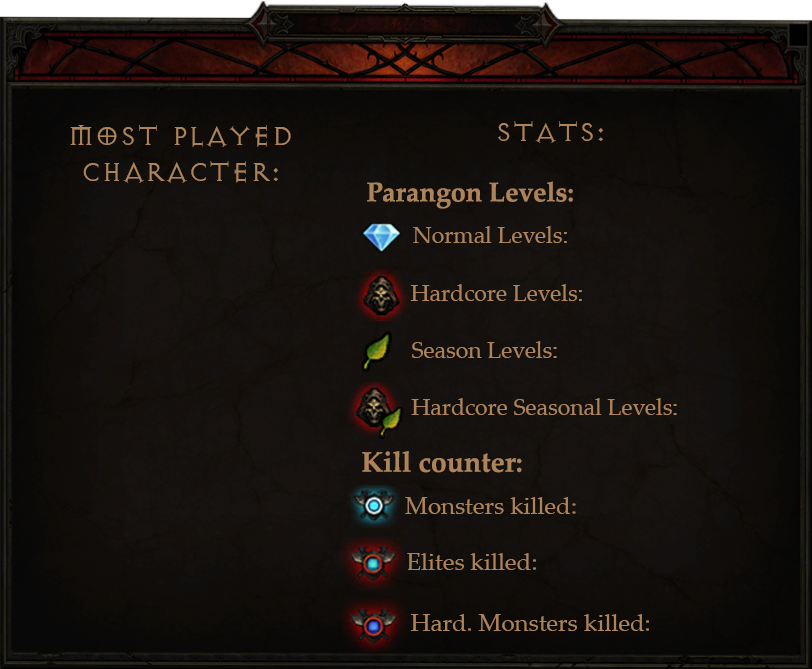 MOST PLAYED
CHARACTER:
STATS:
Parangon Levels:
Normal Levels:
Hardcore Levels:
Season Levels:
Hardcore Seasonal Levels:
Kill counter:
Monsters killed:
Elites killed:
Hard. Monsters killed: